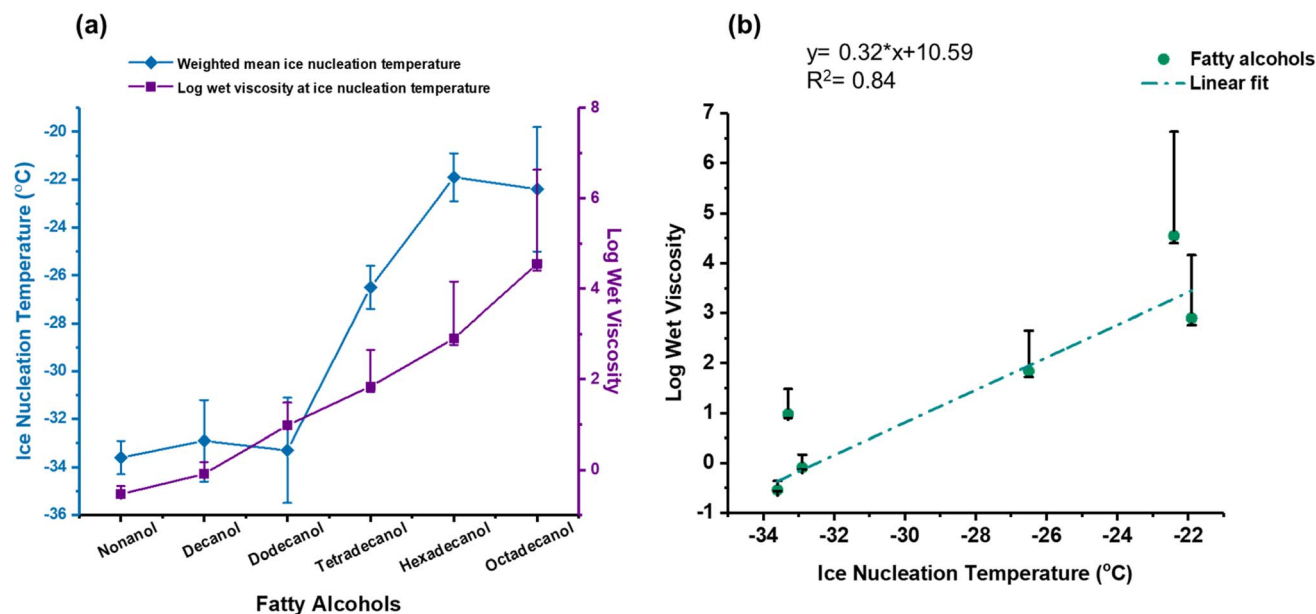 (a)
Weighted mean ice nucleation temperature
Log wet viscosity at ice nucleation temperature
Ice Nucleation Temperature (°C)
-20
-22
-24
-26
-28
-30
-32
-34
-36
8
6
4
2
0
Log Wet Viscosity
Nonanol
Decanol
Dodecanol
Tetradecanol
Hexadecanol
Octadecanol
Fatty Alcohols
(b)
y= 0.32*x+10.59
R²= 0.84
Fatty alcohols
Linear fit
Log Wet Viscosity
7
6
5
4
3
2
1
0
-1
-34
-32
-30
-28
-26
-24
-22
Ice Nucleation Temperature (°C)